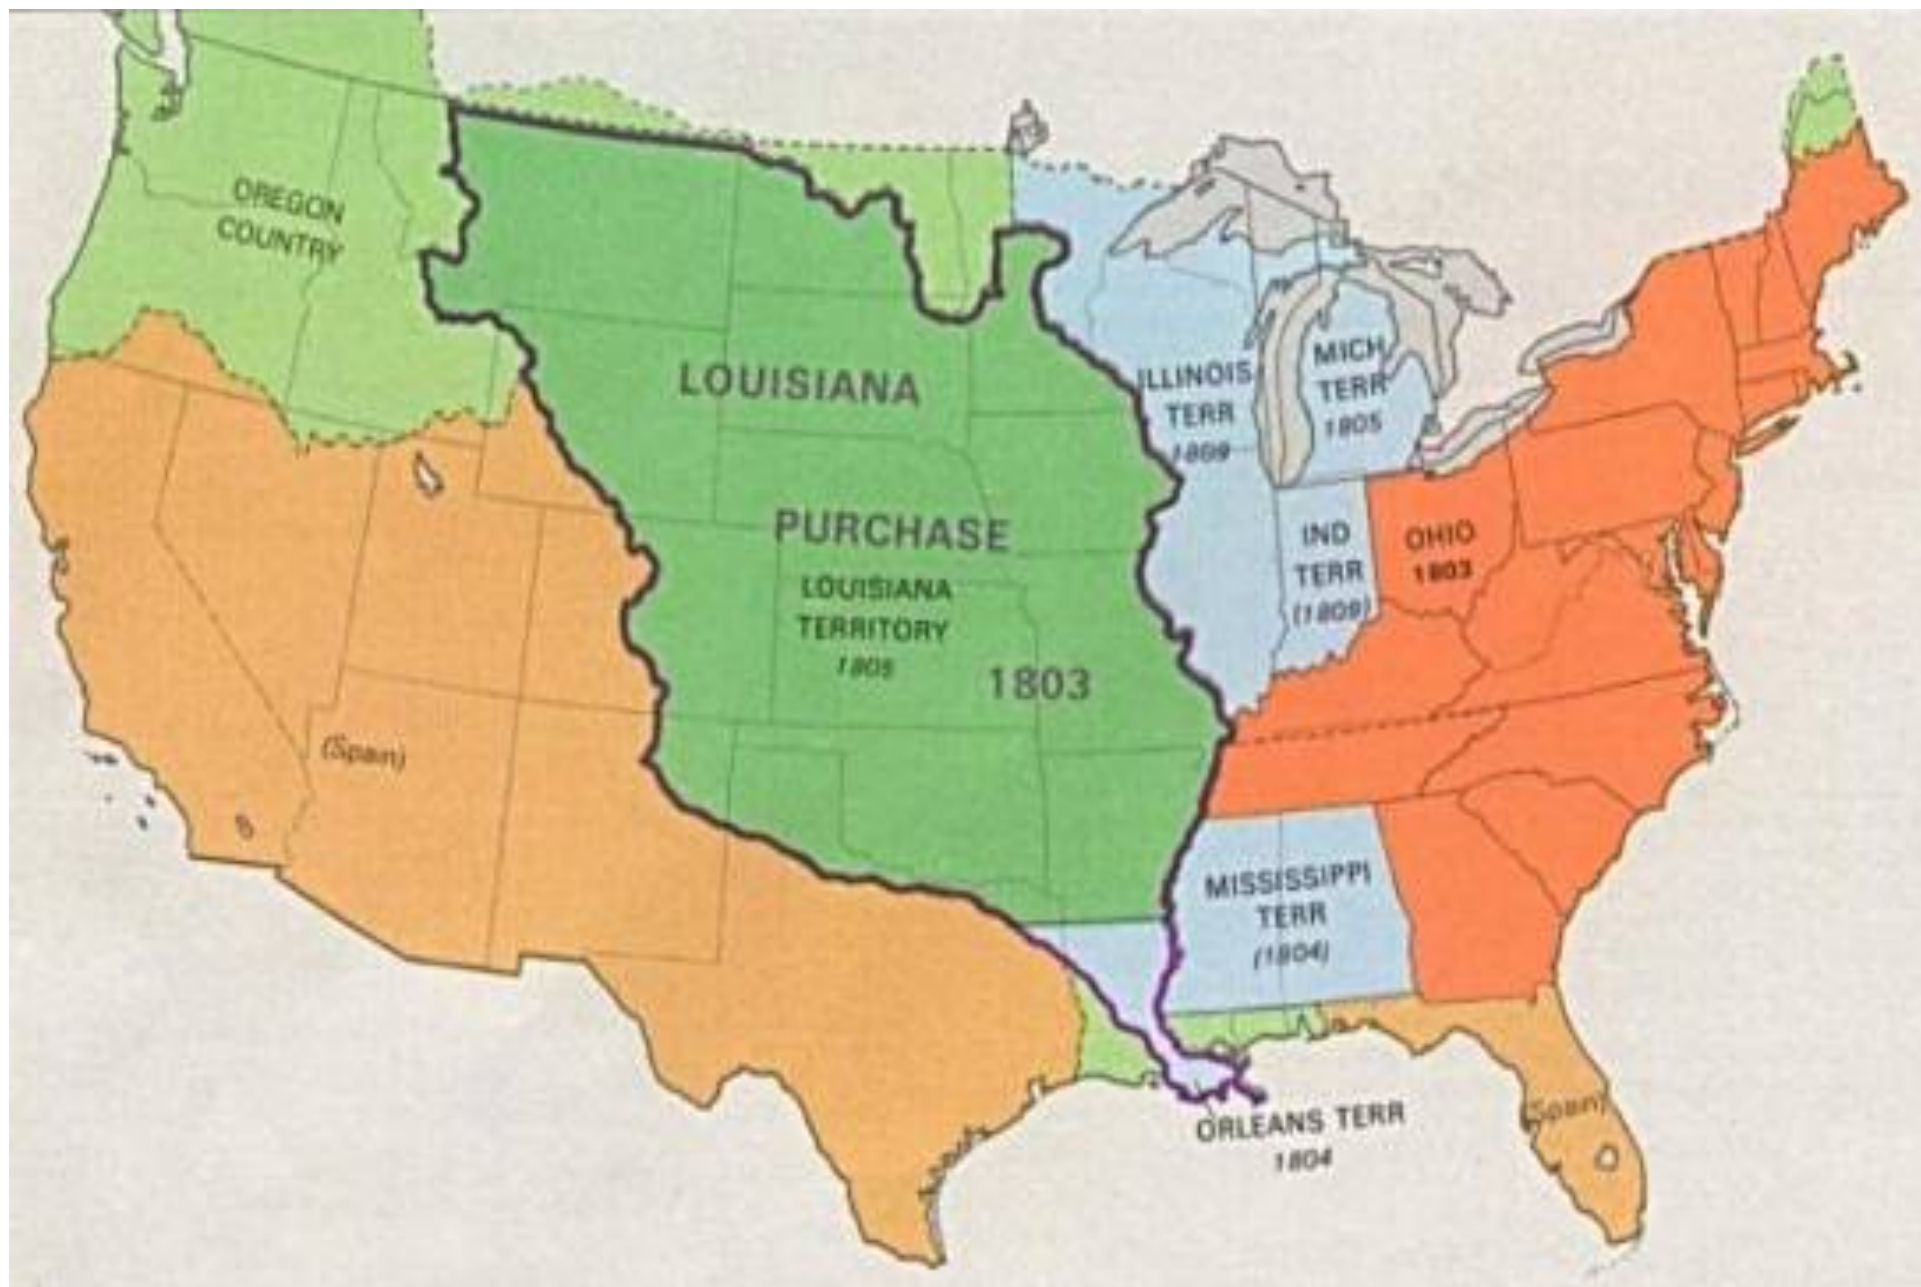 OREGON
COUNTRY
LOUISIANA
PURCHASE
LOUISIANA
TERRITORY
1805
1803
(Spain)
ILLINOIS
TERR
1809
MICH
TERR
1805
IND
TERR
(1809)
OHIO
1803
MISSISSIPPI
TERR
(1804)
ORLEANS TERR
1804
(Spain)